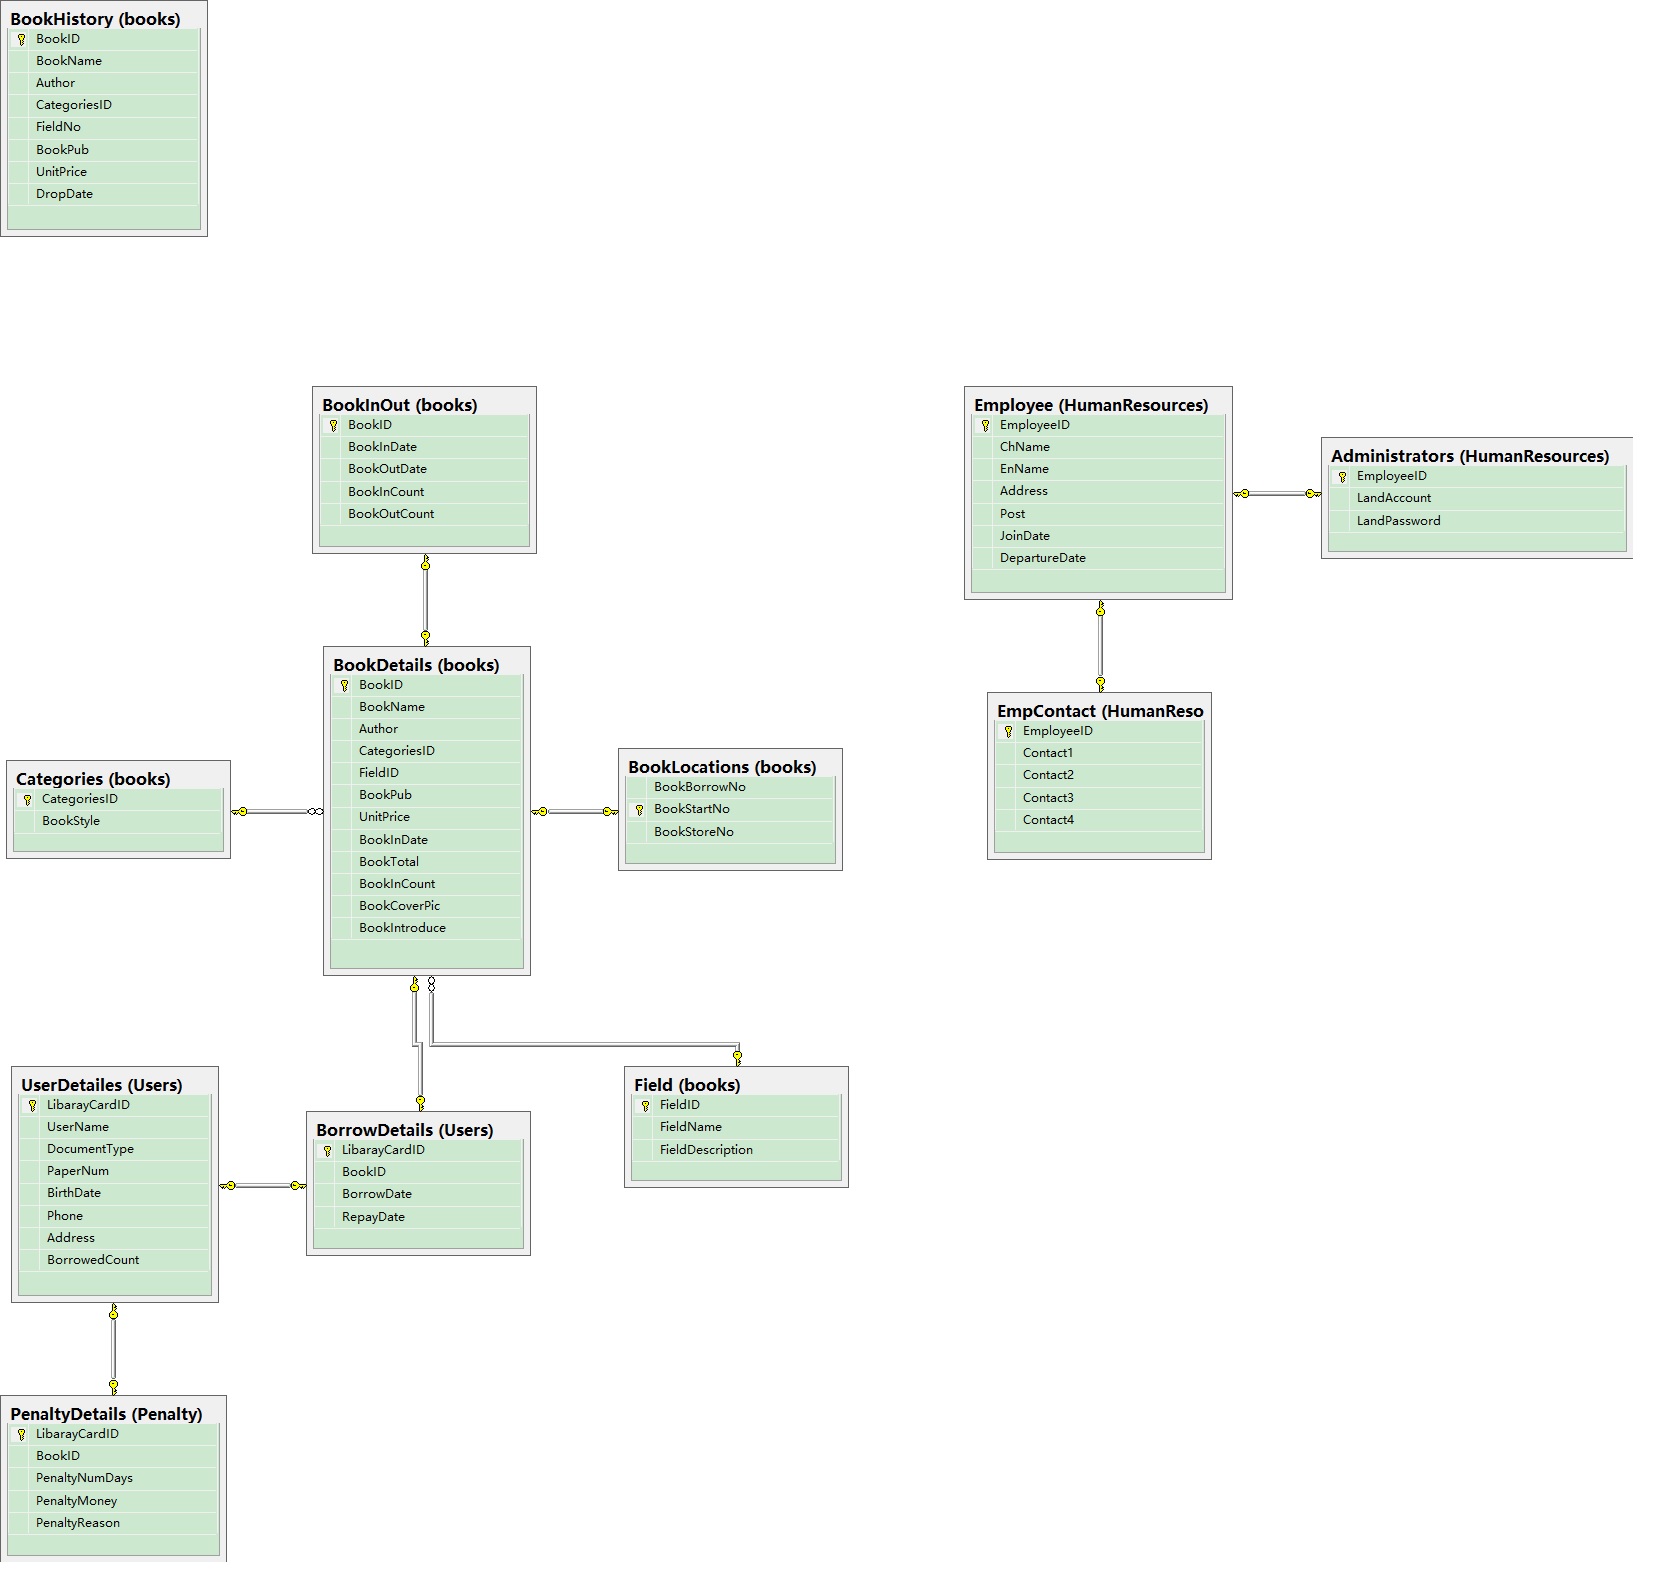 BookHistory (books)
BookID
BookName
Author
CategoriesID
FieldNo
BookPub
UnitPrice
DropDate
BookInOut (books)
BookID
BookInDate
BookOutDate
BookInCount
BookOutCount
Employee (HumanResources)
EmployeeID
ChName
EnName
Address
Post
JoinDate
DepartureDate
Administrators (HumanResources)
EmployeeID
LandAccount
LandPassword
BookDetails (books)
BookID
BookName
Author
CategoriesID
FieldID
BookPub
UnitPrice
BookInDate
BookTotal
BookInCount
BookCoverPic
BookIntroduce
Categories (books)
CategoriesID
BookStyle
BookLocations (books)
BookBorrowNo
BookStartNo
BookStoreNo
EmpContact (HumanReso
EmployeeID
Contact1
Contact2
Contact3
Contact4
UserDetailes (Users)
LibarayCardID
UserName
DocumentType
PaperNum
BirthDate
Phone
Address
BorrowedCount
BorrowDetails (Users)
LibarayCardID
BookID
BorrowDate
RepayDate
Field (books)
FieldID
FieldName
FieldDescription
PenaltyDetails (Penalty)
LibarayCardID
BookID
PenaltyNumDays
PenaltyMoney
PenaltyReason